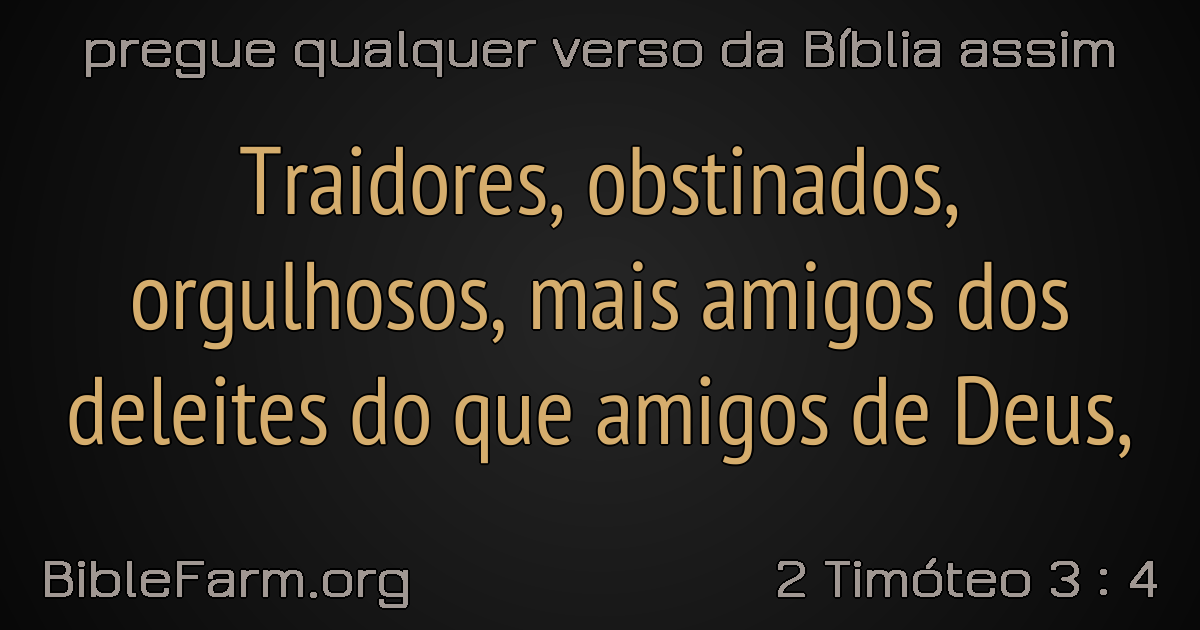 pregue qualquer verso da Bíblia assim
Traidores, obstinados,
orgulhosos, mais amigos dos
deleites do que amigos de Deus,
BibleFarm.org
2 Timóteo 3 : 4